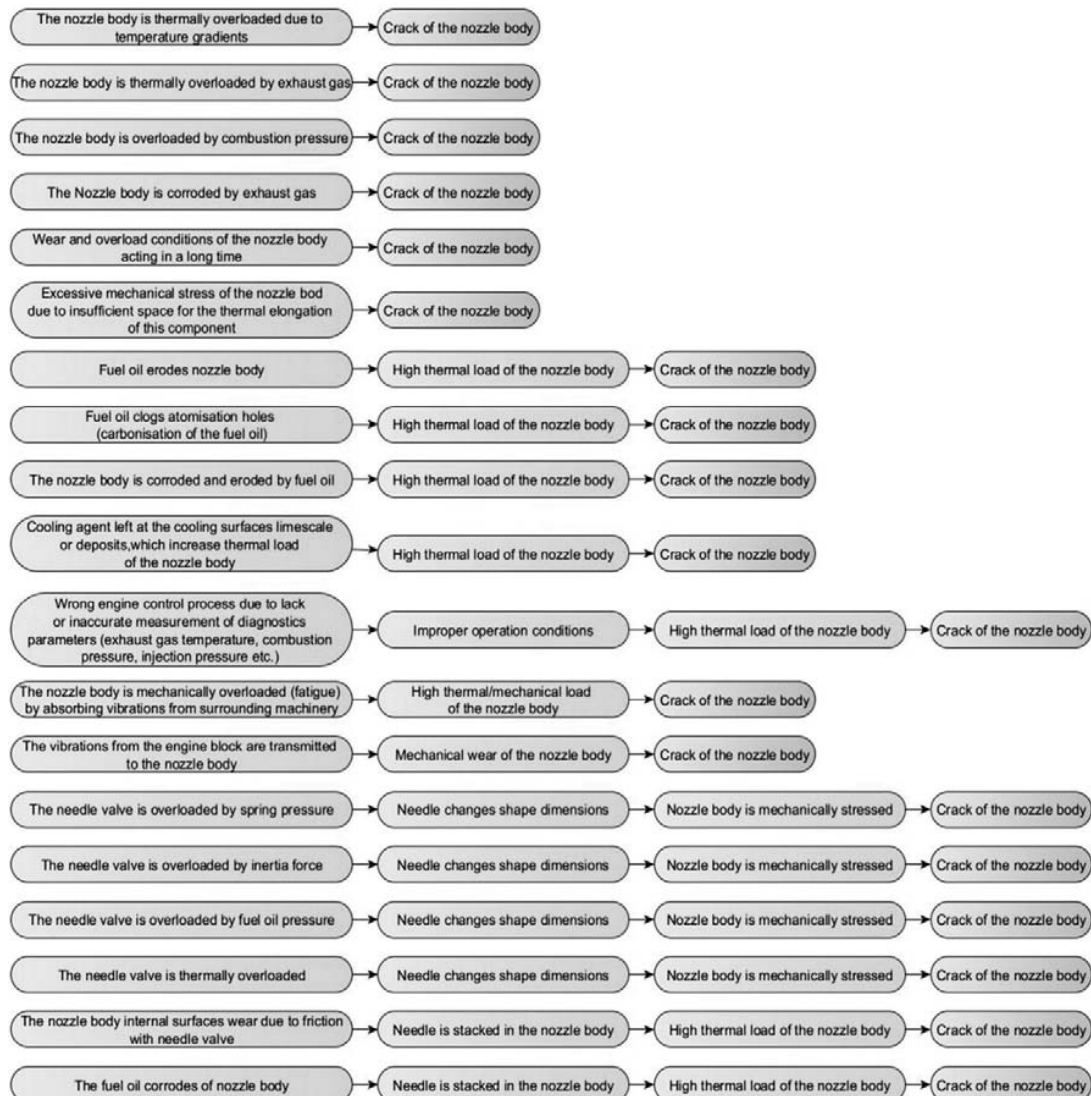 The nozzle body is thermally overloaded due to
temperature gradients
Crack of the nozzle body
The nozzle body is thermally overloaded by exhaust gas
Crack of the nozzle body
The nozzle body is overloaded by combustion pressure
Crack of the nozzle body
The Nozzle body is corroded by exhaust gas
Crack of the nozzle body
Wear and overload conditions of the nozzle body
acting in a long time
Crack of the nozzle body
Excessive mechanical stress of the nozzle bod
due to insufficient space for the thermal elongation
of this component
Crack of the nozzle body
Fuel oil erodes nozzle body
High thermal load of the nozzle body
Crack of the nozzle body
Fuel oil clogs atomisation holes
(carbonisation of the fuel oil)
High thermal load of the nozzle body
Crack of the nozzle body
The nozzle body is corroded and eroded by fuel oil
High thermal load of the nozzle body
Crack of the nozzle body
Cooling agent left at the cooling surfaces limescale
or deposits,which increase thermal load
of the nozzle body
High thermal load of the nozzle body
Crack of the nozzle body
Wrong engine control process due to lack
or inaccurate measurement of diagnostics
parameters (exhaust gas temperature, combustion
pressure, injection pressure etc.)
Improper operation conditions
High thermal load of the nozzle body
Crack of the nozzle body
The nozzle body is mechanically overloaded (fatigue)
by absorbing vibrations from surrounding machinery
High thermal/mechanical load
of the nozzle body
Crack of the nozzle body
The vibrations from the engine block are transmitted
to the nozzle body
Mechanical wear of the nozzle body
Crack of the nozzle body
The needle valve is overloaded by spring pressure
Needle changes shape dimensions
Nozzle body is mechanically stressed
Crack of the nozzle body
The needle valve is overloaded by inertia force
Needle changes shape dimensions
Nozzle body is mechanically stressed
Crack of the nozzle body
The needle valve is overloaded by fuel oil pressure
Needle changes shape dimensions
Nozzle body is mechanically stressed
Crack of the nozzle body
The needle valve is thermally overloaded
Needle changes shape dimensions
Nozzle body is mechanically stressed
Crack of the nozzle body
The nozzle body internal surfaces wear due to friction
with needle valve
Needle is stacked in the nozzle body
High thermal load of the nozzle body
Crack of the nozzle body
The fuel oil corrodes of nozzle body
Needle is stacked in the nozzle body
High thermal load of the nozzle body
Crack of the nozzle body